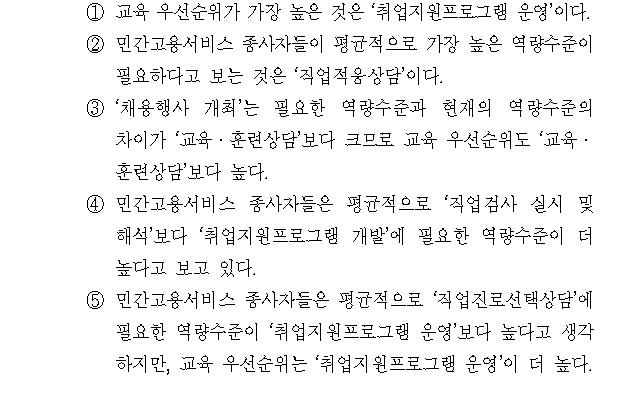 ① 교육 우선순위가 가장 높은 것은 ‘취업지원프로그램 운영’이다.
② 민간고용서비스 종사자들이 평균적으로 가장 높은 역량수준이
필요하다고 보는 것은 ‘직업적응상담’이다.
③ ‘채용행사 개최’는 필요한 역량수준과 현재의 역량수준의
차이가 ‘교육·훈련상담’보다 크므로 교육 우선순위도 ‘교육·
훈련상담’보다 높다.
④ 민간고용서비스 종사자들은 평균적으로 ‘직업검사 실시 및
해석’보다 ‘취업지원프로그램 개발’에 필요한 역량수준이 더
높다고 보고 있다.
⑤ 민간고용서비스 종사자들은 평균적으로 ‘직업진로선택상담’에
필요한 역량수준이 ‘취업지원프로그램 운영’보다 높다고 생각
하지만, 교육 우선순위는 ‘취업지원프로그램 운영’이 더 높다.